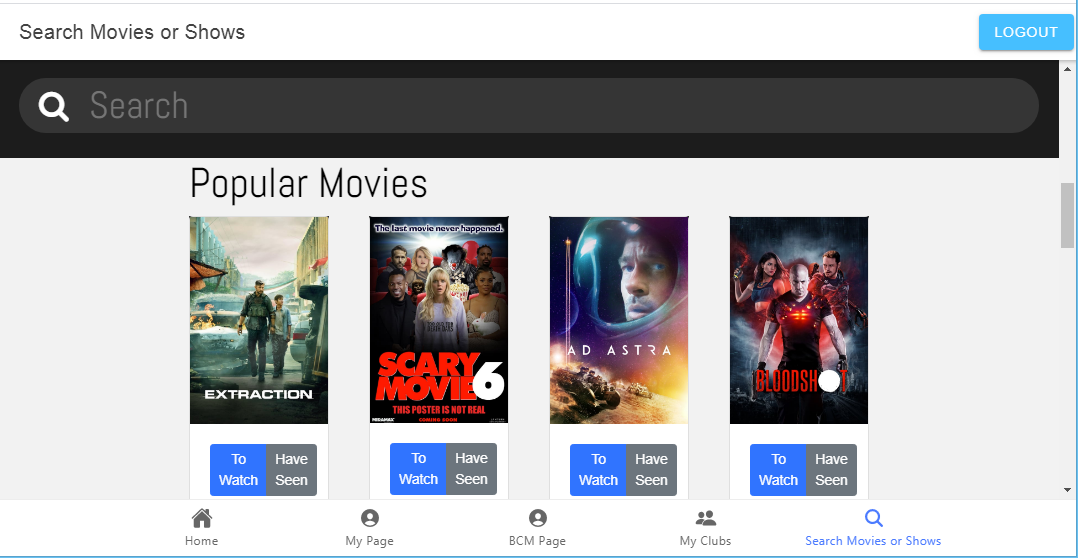 Search Movies or Shows
LOGOUT
Search
Popular Movies
EXTRACTION
The last movie never happened.
SCARY
MOVIE 6
THIS POSTER IS NOT REAL
MIRAMAX
COMING SOON
AD ASTRA
BLOODSHOT
To
Watch
Have
Seen
To
Watch
Have
Seen
To
Watch
Have
Seen
To
Watch
Have
Seen
Home
My Page
BCM Page
My Clubs
Search Movies or Shows